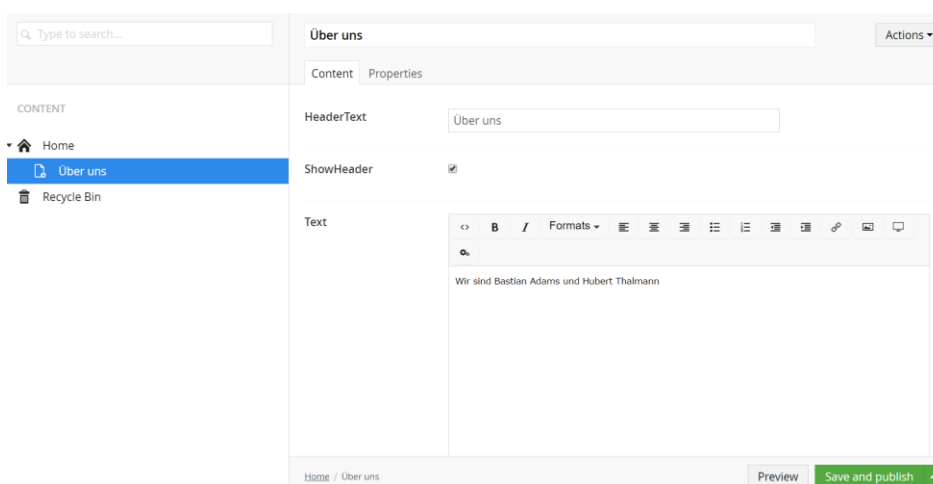 Type to search...
Über uns
Actions
Content Properties
CONTENT
Home
Über uns
Recycle Bin
HeaderText
Über uns
ShowHeader
Text
B I Formats
Wir sind Bastian Adams und Hubert Thalmann
Home / Über uns
Preview
Save and publish